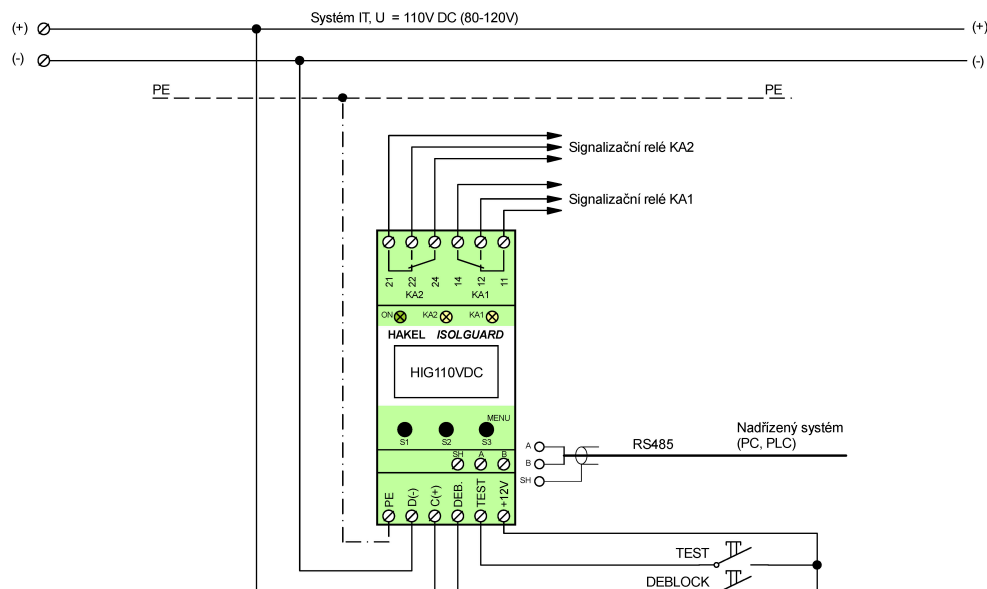 Systém IT, U = 110V DC (80-120V)
(+) (+)
(-) (-)
PE PE
Signalizační relé KA2
Signalizační relé KA1
21 22 24 14 12 11
KA2 KA1
ON KA2 KA1
HAKEL ISOLGUARD
HIG110VDC
MENU
S1 S2 S3
SH A B
PE D(-) C(+) DEB. TEST +12V
A
B
SH
RS485
Nadřízený systém
(PC, PLC)
TEST
DEBLOCK